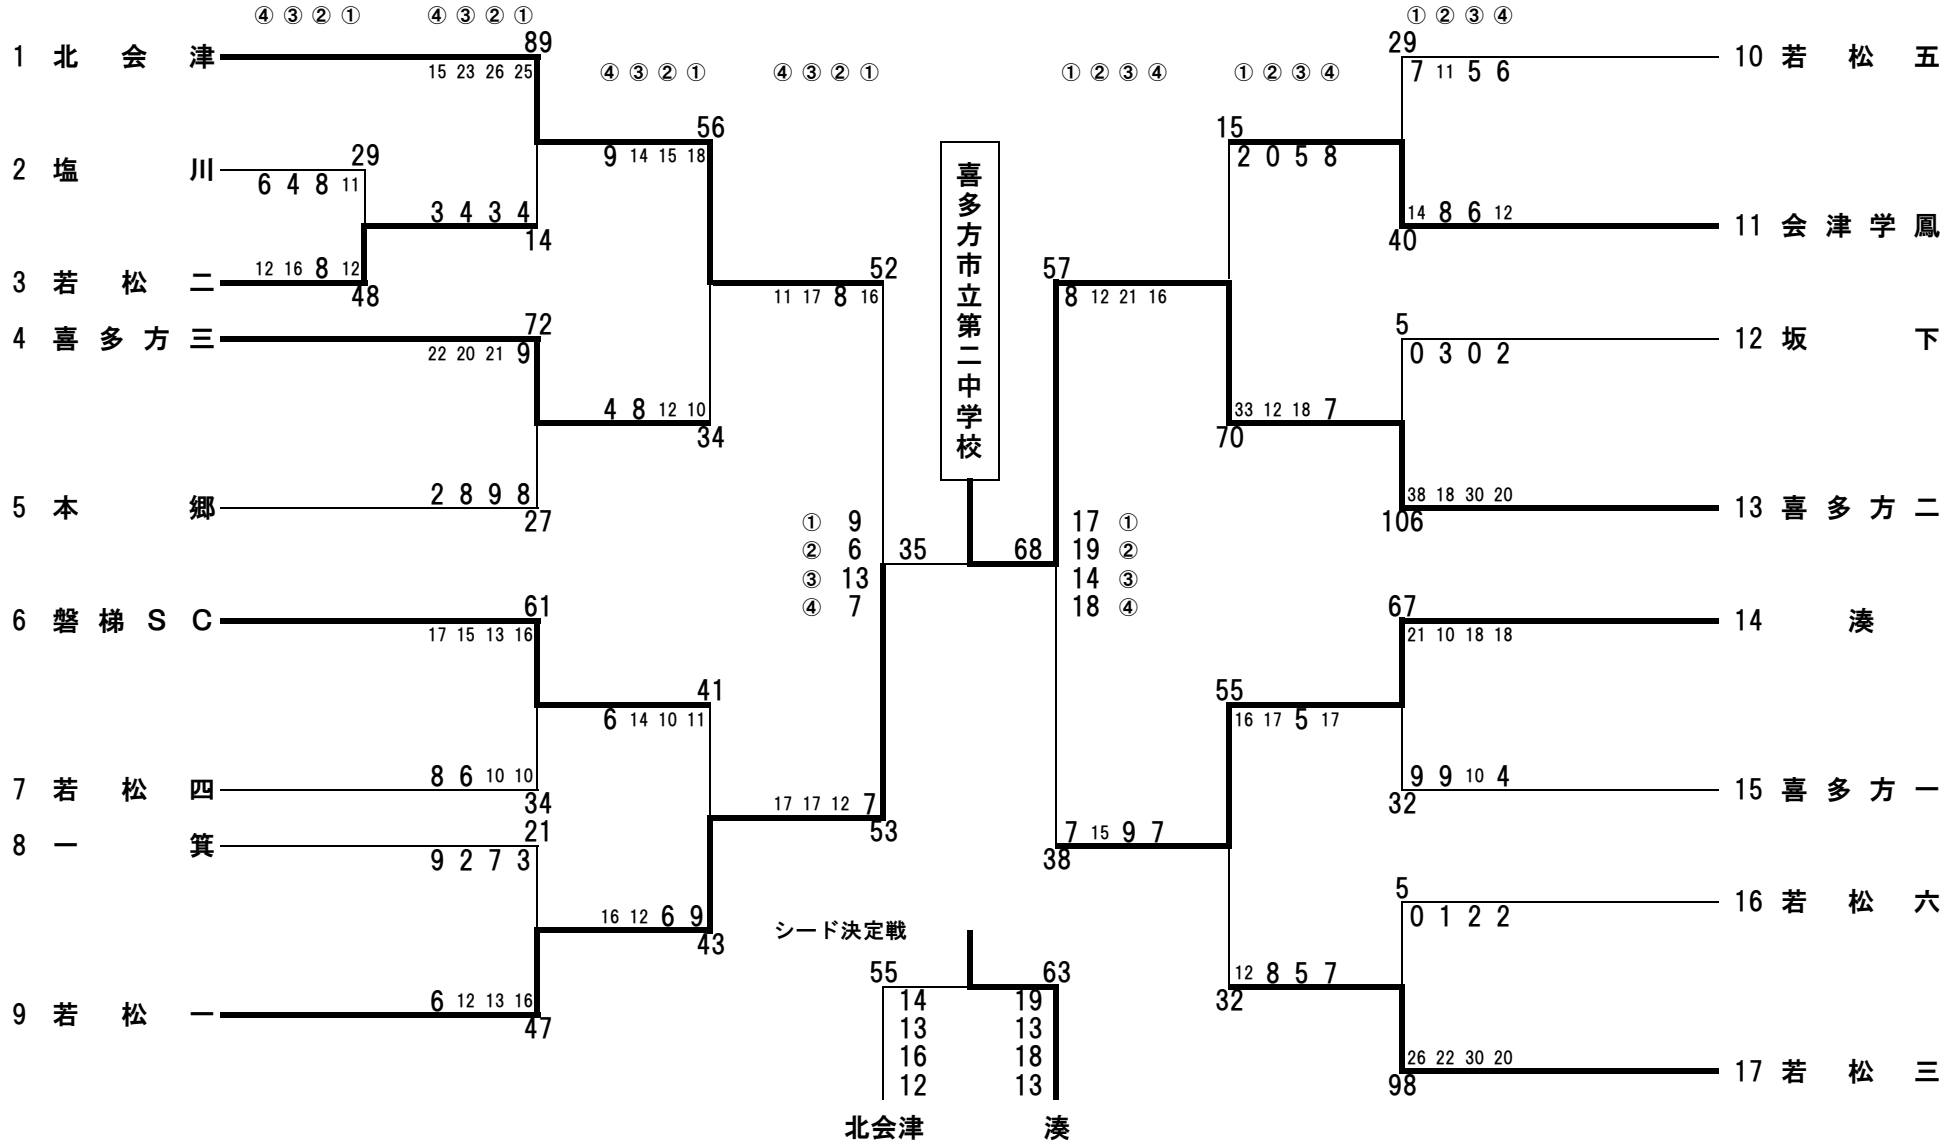 ④ ③ ② ① ④ ③ ② ① ① ② ③ ④
89 29
1 北 会 津 10 若 松 五
15 23 26 25 ④ ③ ② ① ④ ③ ② ① ① ② ③ ④ ① ② ③ ④ 7 11 5 6
56 15
29 9 14 15 18 2 0 5 8
2 塩 川
6 4 8 11
3 4 3 4 14 8 6 12
14 40 11 会 津 学 鳳
喜多方市立第二中学校
12 16 8 12 52 57
3 若 松 二
48 11 17 8 16 8 12 21 16
72 5
4 喜 多 方 三 12 坂 下
22 20 21 9 0 3 0 2
4 8 12 10 33 12 18 7
34 70
2 8 9 8 38 18 30 20
5 本 郷 13 喜 多 方 二
27 106
① 9 17 ①
② 6 35 68 19 ②
③ 13 14 ③
④ 7 18 ④
61 67
6 磐 梯 S C 14 湊
17 15 13 16 21 10 18 18
41 55
6 14 10 11 16 17 5 17
8 6 10 10 9 9 10 4
7 若 松 四 15 喜 多 方 一
34 32
17 17 12 7 7 15 9 7
21 53 38
8 一 箕
9 2 7 3
5
16 若 松 六
16 12 6 9 0 1 2 2
43
シード決定戦
55 63 12 8 5 7
14 19 32
6 12 13 16
9 若 松 一
47
13 13
16 18 26 22 30 20
17 若 松 三
12 13 98
北会津 湊